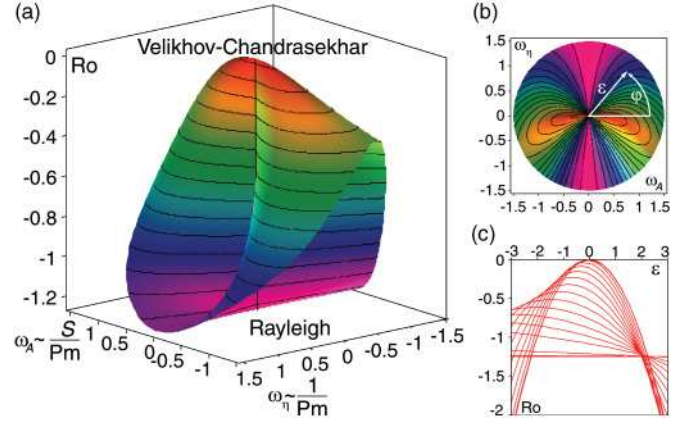 (a)
Velikhov-Chandrasekhar
Ro
0
-0.2
-0.4
-0.6
-0.8
-1
-1.2
Rayleigh
ω_A~ S/Pm
1
0.5
0
-0.5
-1
ω_η~ 1/Pm
1.5
1
0.5
0
-0.5
-1
-1.5
(b)
ω_η
1.5
1
0.5
0
-0.5
-1
-1.5
ε
φ
ω_A
-1.5 -1 -0.5 0 0.5 1 1.5
(c)
-3 -2 -1 0 1 2 3
ε
0
-0.5
-1
-1.5
-2
Ro